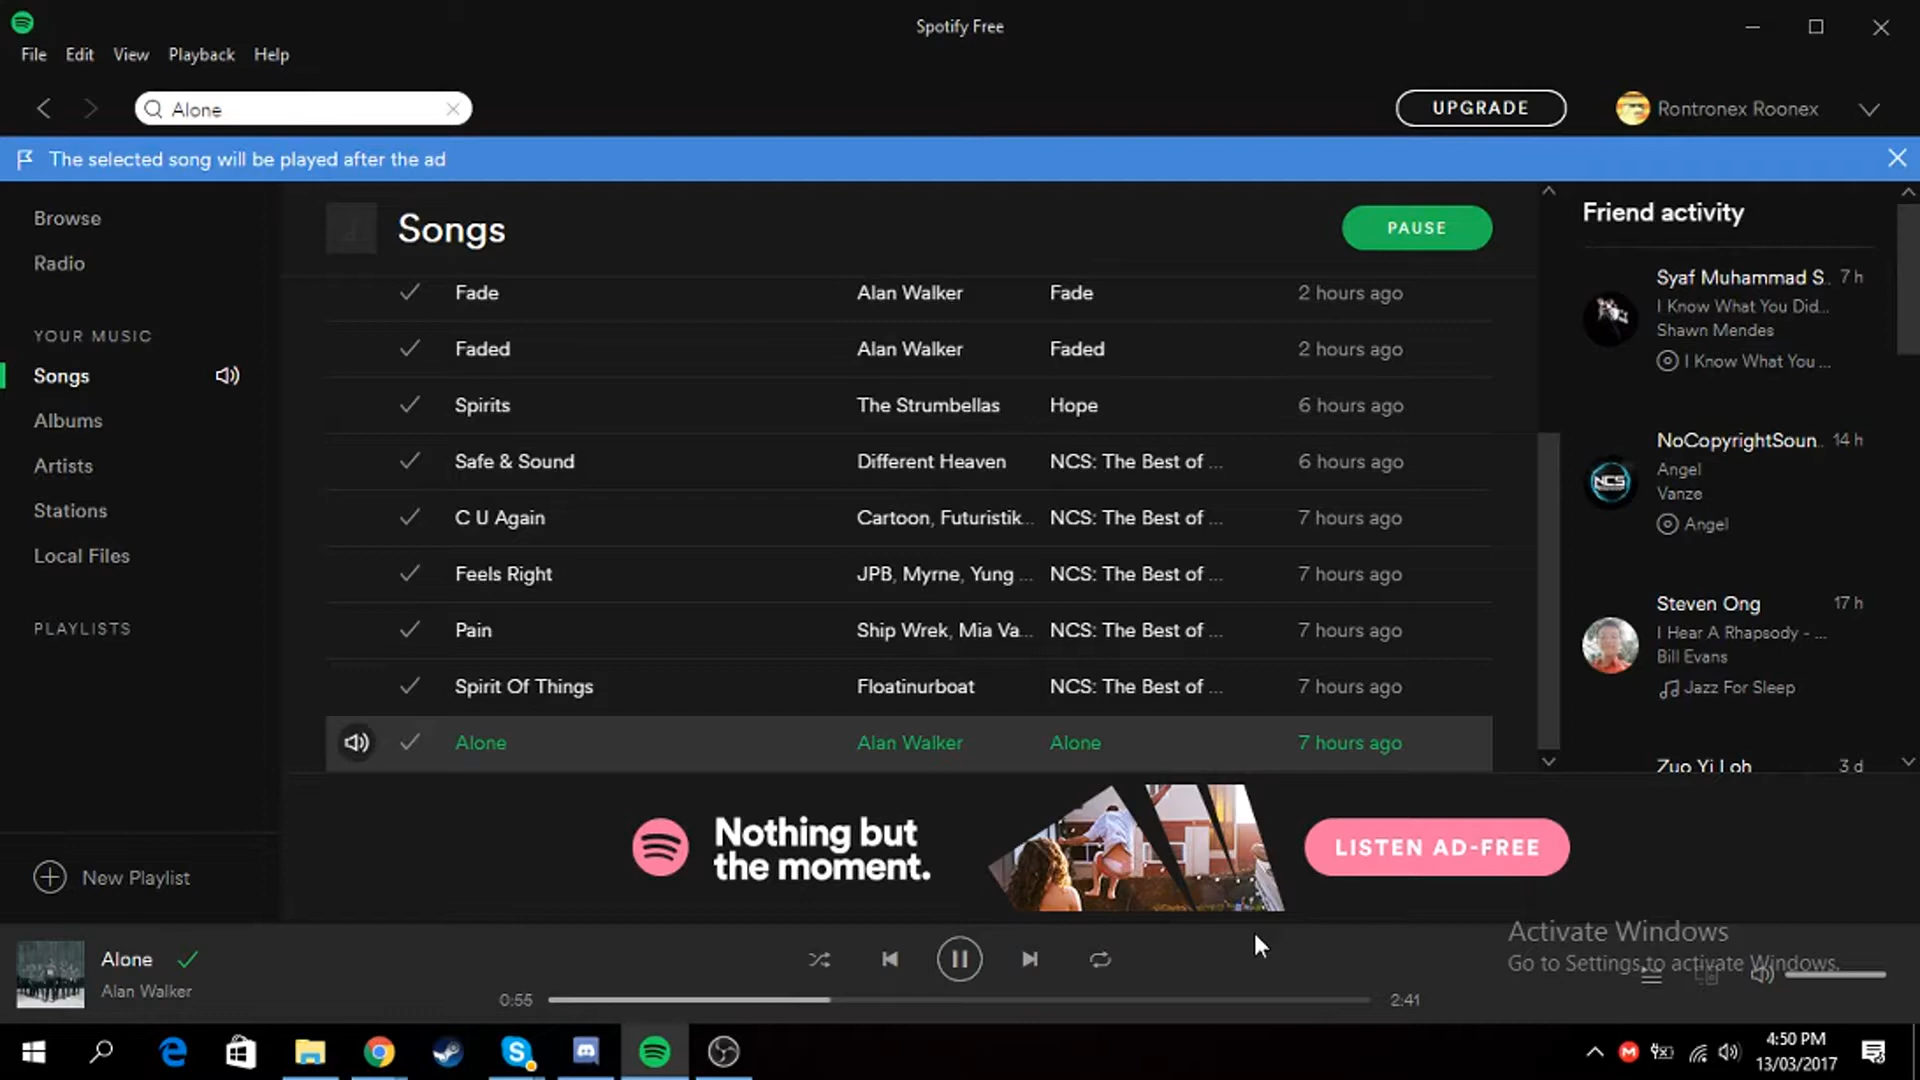 Spotify Free
File Edit View Playback Help
Alone
UPGRADE
Rontronex Roonex
The selected song will be played after the ad
Browse
Radio
YOUR MUSIC
Songs
Albums
Artists
Stations
Local Files
PLAYLISTS
New Playlist
Songs
PAUSE
Fade Alan Walker Fade 2 hours ago
Faded Alan Walker Faded 2 hours ago
Spirits The Strumbellas Hope 6 hours ago
Safe & Sound Different Heaven NCS: The Best of ... 6 hours ago
C U Again Cartoon, Futuristik... NCS: The Best of ... 7 hours ago
Feels Right JPB, Myrne, Yung ... NCS: The Best of ... 7 hours ago
Pain Ship Wrek, Mia Va... NCS: The Best of ... 7 hours ago
Spirit Of Things Floatinurboat NCS: The Best of ... 7 hours ago
Alone Alan Walker Alone 7 hours ago
Friend activity
Syaf Muhammad S.. 7 h
I Know What You Did...
Shawn Mendes
I Know What You ...
NoCopyrightSoun.. 14 h
Angel
Vanze
Angel
NCS
Steven Ong 17 h
I Hear A Rhapsody - ...
Bill Evans
Jazz For Sleep
Zuo Yi Loh 3 d
Nothing but
the moment.
LISTEN AD-FREE
Alone
Alan Walker
0:55
2:41
Activate Windows
Go to Settings to activate Windows.
4:50 PM
13/03/2017